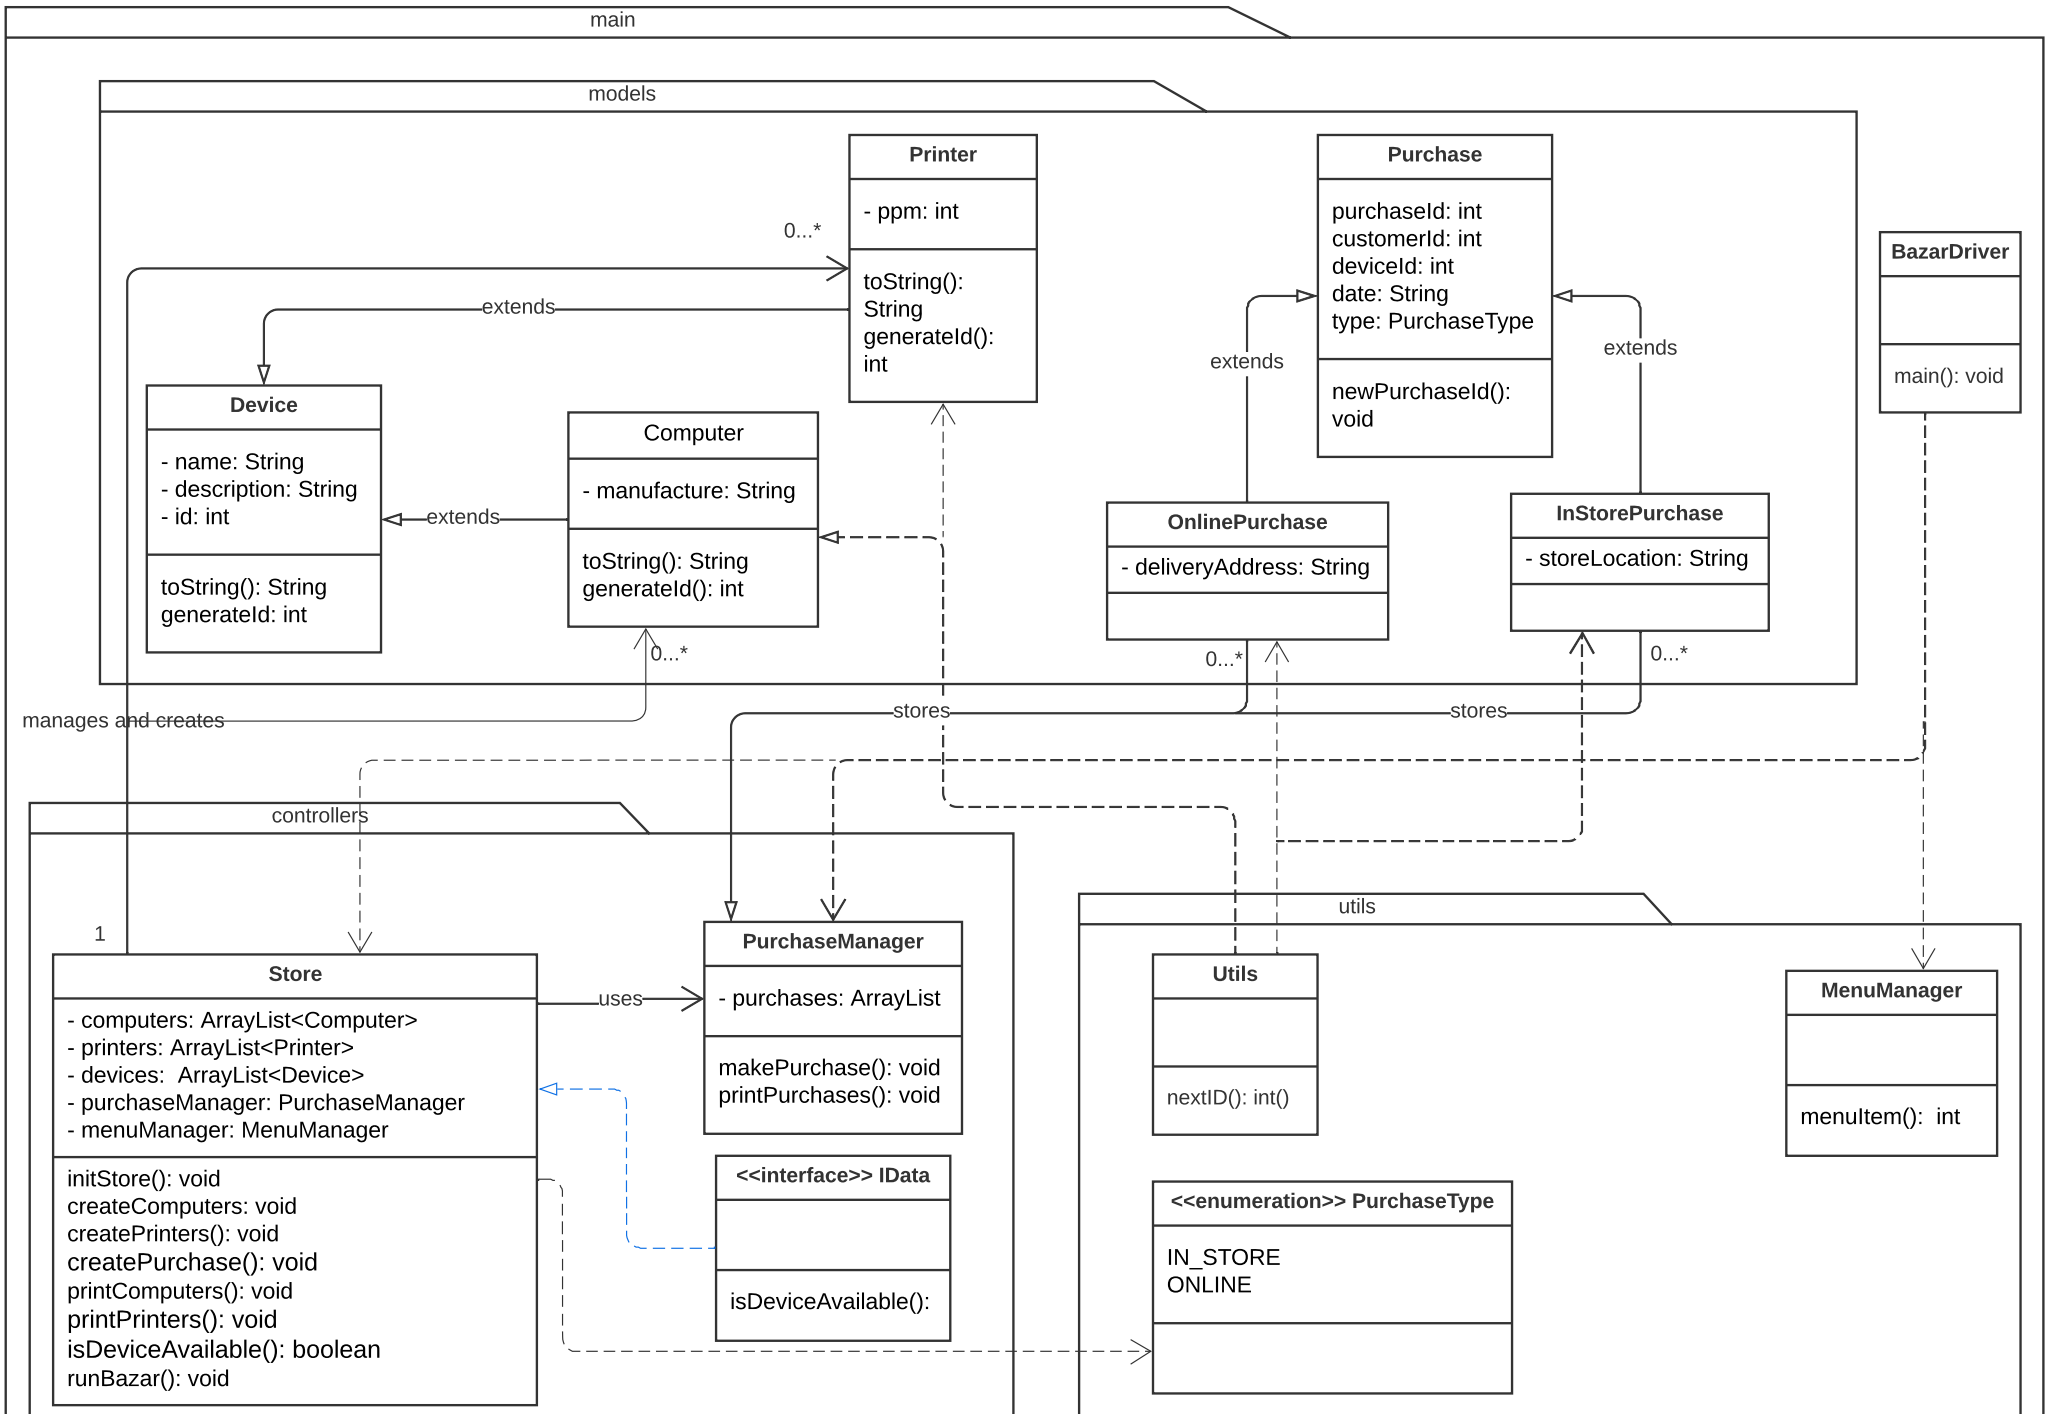 main
models
Printer
- ppm: int
toString():
String
generateId():
int
0...*
Purchase
purchaseId: int
customerId: int
deviceId: int
date: String
type: PurchaseType
newPurchaseId():
void
BazarDriver
main(): void
extends
extends
extends
Device
- name: String
- description: String
- id: int
toString(): String
generateId: int
extends
Computer
- manufacture: String
toString(): String
generateId(): int
0...*
OnlinePurchase
- deliveryAddress: String
0...*
InStorePurchase
- storeLocation: String
0...*
manages and creates
stores
stores
controllers
1
Store
- computers: ArrayList<Computer>
- printers: ArrayList<Printer>
- devices:  ArrayList<Device>
- purchaseManager: PurchaseManager
- menuManager: MenuManager
initStore(): void
createComputers: void
createPrinters(): void
createPurchase(): void
printComputers(): void
printPrinters(): void
isDeviceAvailable(): boolean
runBazar(): void
uses
PurchaseManager
- purchases: ArrayList
makePurchase(): void
printPurchases(): void
<<interface>> IData
isDeviceAvailable():
utils
Utils
nextID(): int()
MenuManager
menuItem():  int
<<enumeration>> PurchaseType
IN_STORE
ONLINE